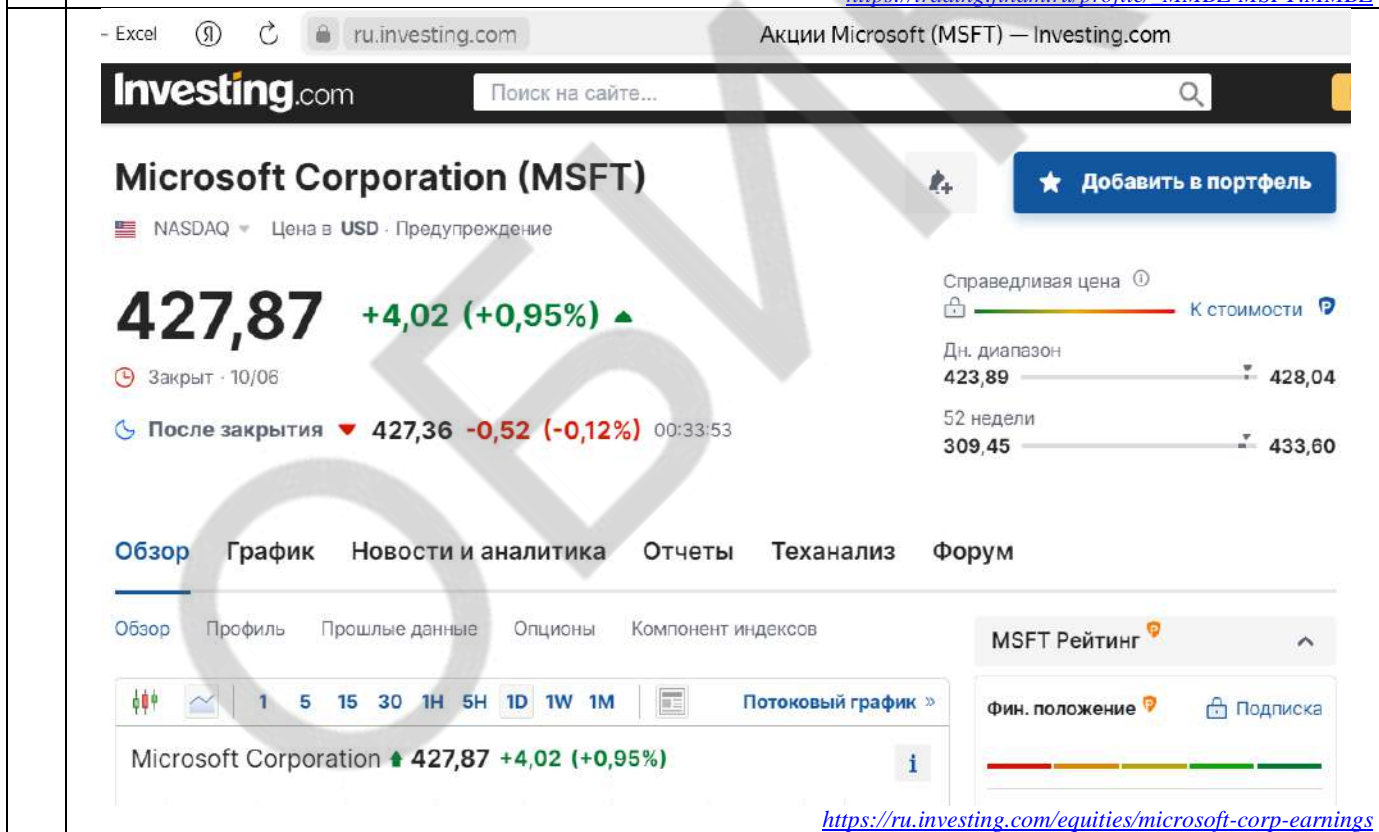 - Excel Я ru.investing.com Акции Microsoft (MSFT) — Investing.com
Investing.com Поиск на сайте...
Microsoft Corporation (MSFT)
Добавить в портфель
NASDAQ Цена в USD · Предупреждение
427,87 +4,02 (+0,95%)
Справедливая цена
К стоимости
Дн. диапазон
423,89 428,04
Закрыт · 10/06
52 недели
309,45 433,60
После закрытия 427,36 -0,52 (-0,12%) 00:33:53
Обзор График Новости и аналитика Отчеты Теханализ Форум
Обзор Профиль Прошлые данные Опционы Компонент индексов
MSFT Рейтинг
1 5 15 30 1H 5H 1D 1W 1M Потоковый график »
Фин. положение Подписка
Microsoft Corporation 427,87 +4,02 (+0,95%) i
https://ru.investing.com/equities/microsoft-corp-earnings